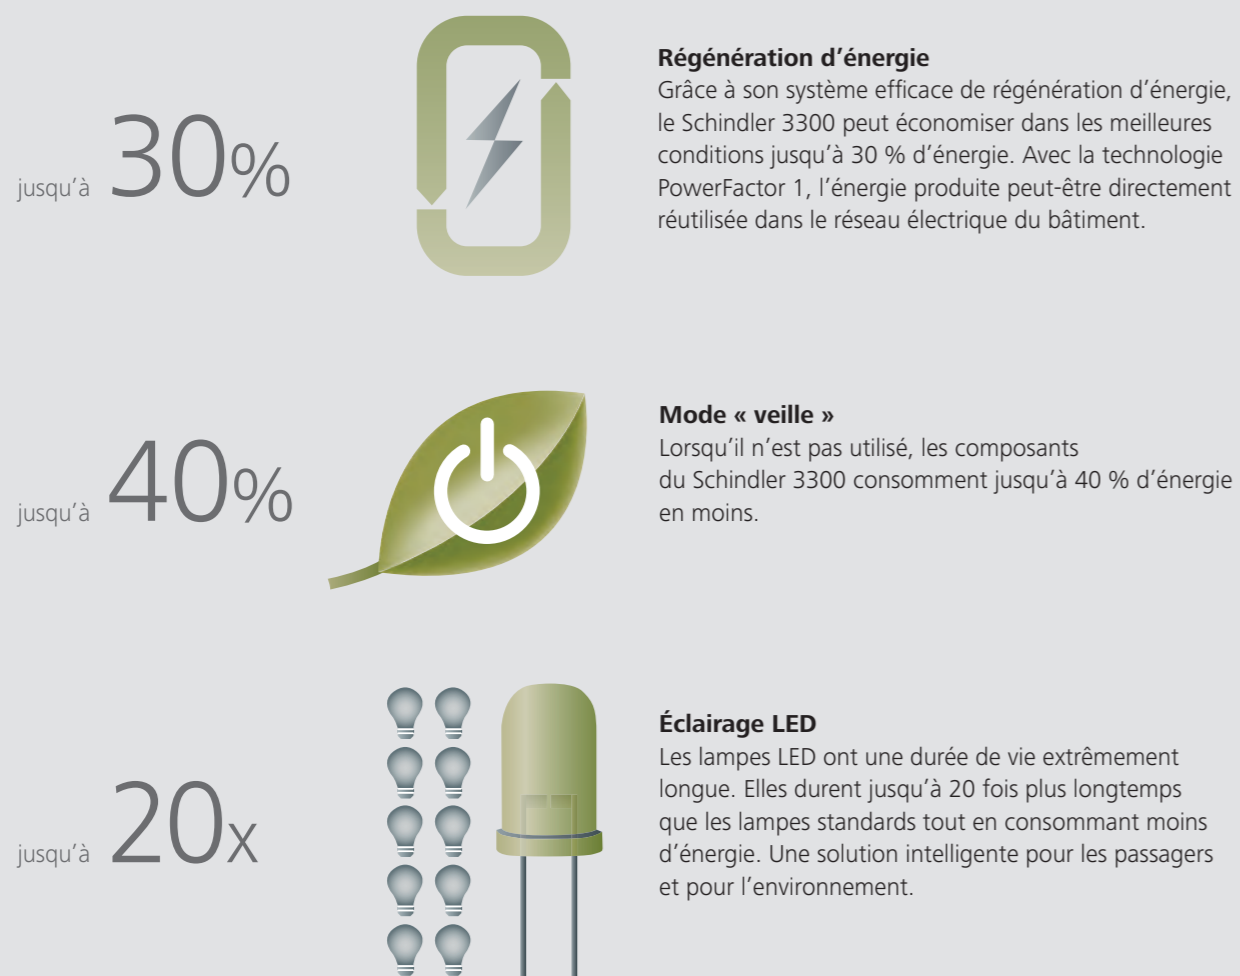 jusqu’à 30%
Régénération d’énergie
Grâce à son système efficace de régénération d’énergie,
le Schindler 3300 peut économiser dans les meilleures
conditions jusqu’à 30 % d’énergie. Avec la technologie
PowerFactor 1, l’énergie produite peut-être directement
réutilisée dans le réseau électrique du bâtiment.
jusqu’à 40%
Mode « veille »
Lorsqu’il n’est pas utilisé, les composants
du Schindler 3300 consomment jusqu’à 40 % d’énergie
en moins.
jusqu’à 20x
Éclairage LED
Les lampes LED ont une durée de vie extrêmement
longue. Elles durent jusqu’à 20 fois plus longtemps
que les lampes standards tout en consommant moins
d’énergie. Une solution intelligente pour les passagers
et pour l’environnement.